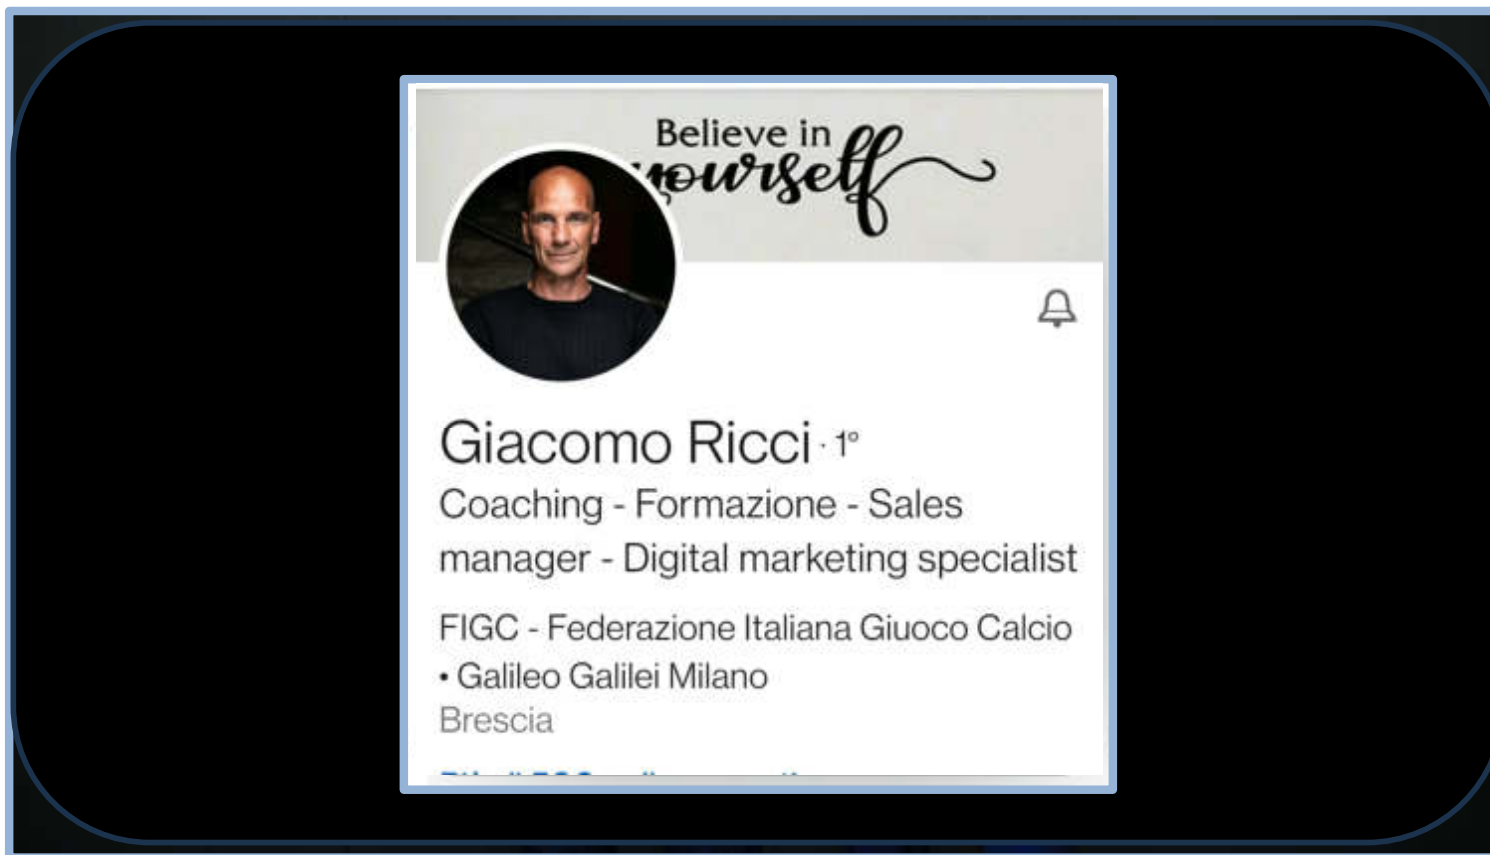 Believe in
yourself
Giacomo Ricci · 1°
Coaching - Formazione - Sales
manager - Digital marketing specialist
FIGC - Federazione Italiana Giuoco Calcio
• Galileo Galilei Milano
Brescia